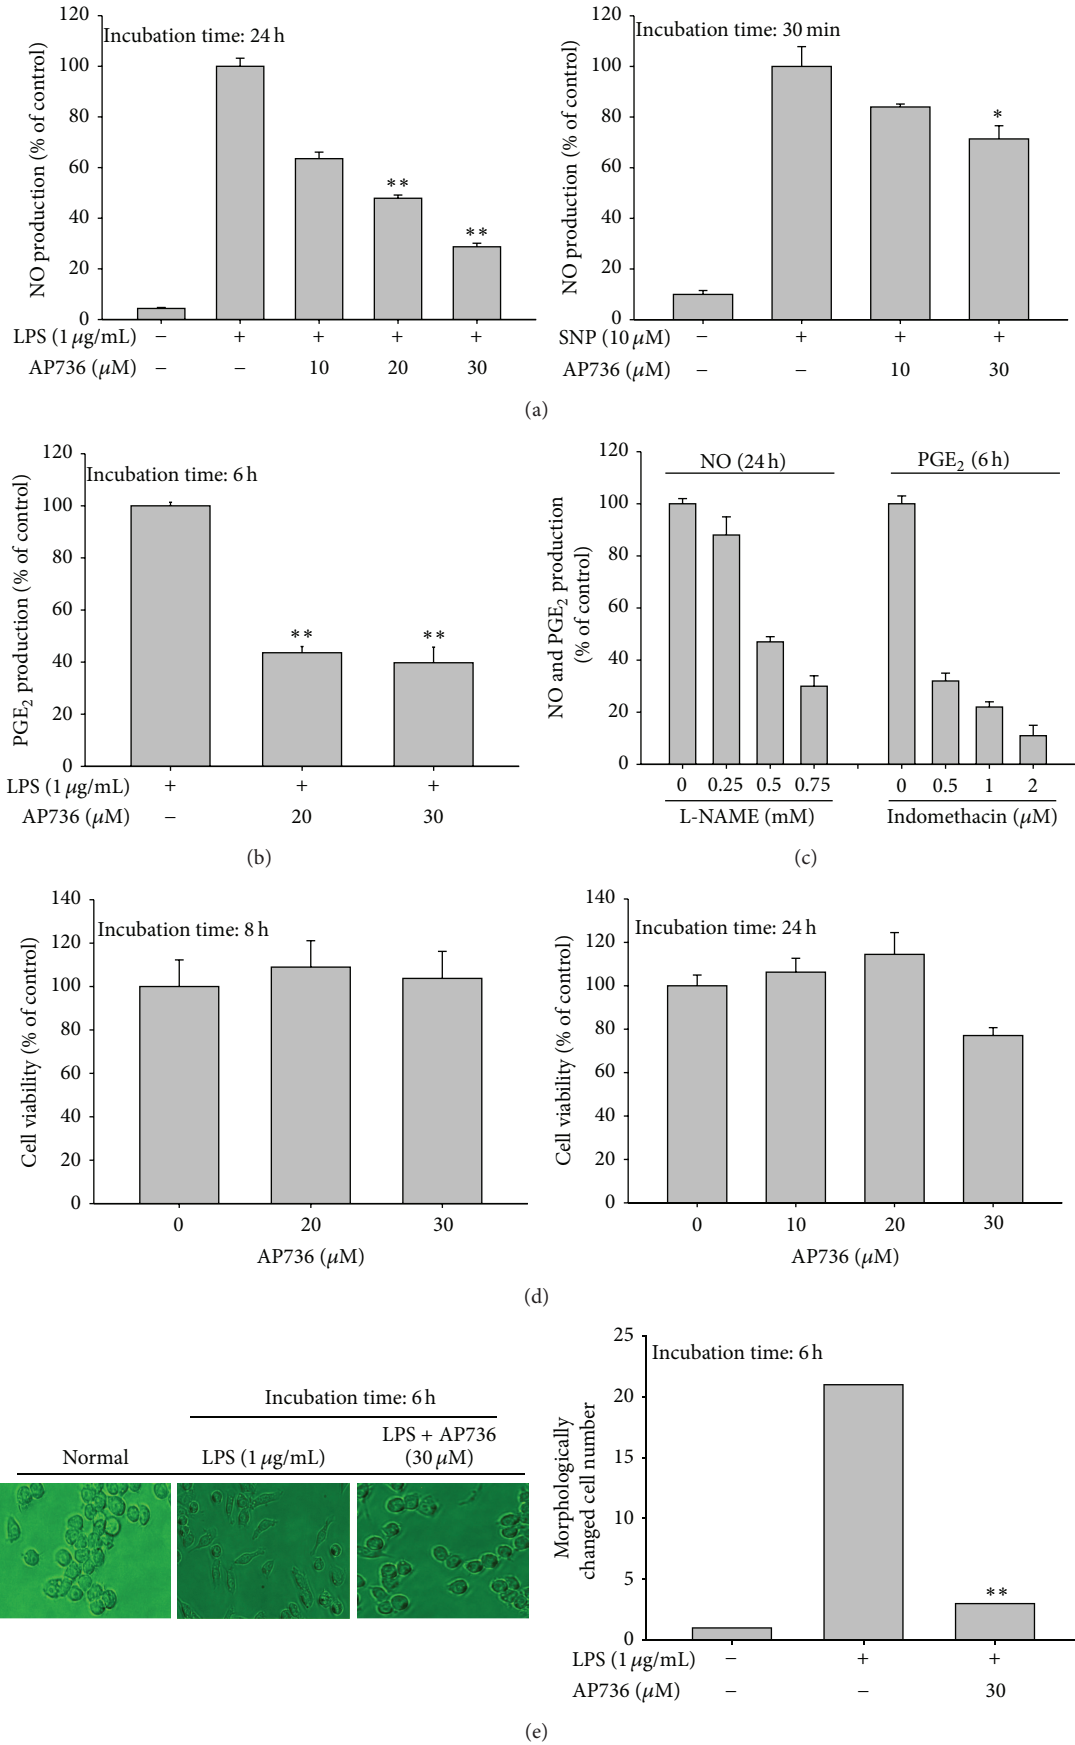 Incubation time: 24 h
NO production (% of control)
120
100
80
60
40
20
0
**
**
LPS (1 μg/mL) − + + + +
AP736 (μM) − − 10 20 30
Incubation time: 30 min
NO production (% of control)
120
100
80
60
40
20
0
*
SNP (10 μM) − + + +
AP736 (μM) − − 10 30
(a)
Incubation time: 6 h
PGE2 production (% of control)
120
100
80
60
40
20
0
** **
LPS (1 μg/mL) + + +
AP736 (μM) − 20 30
(b)
NO (24 h) PGE2 (6 h)
NO and PGE2 production
(% of control)
120
100
80
60
40
20
0
0 0.25 0.5 0.75 0 0.5 1 2
L-NAME (mM) Indomethacin (μM)
(c)
Incubation time: 8 h
Cell viability (% of control)
140
120
100
80
60
40
20
0
0 20 30
AP736 (μM)
Incubation time: 24 h
Cell viability (% of control)
140
120
100
80
60
40
20
0
0 10 20 30
AP736 (μM)
(d)
Incubation time: 6 h
Normal
LPS (1 μg/mL)
LPS + AP736
(30 μM)
Incubation time: 6 h
Morphologically
changed cell number
25
20
15
10
5
0
**
LPS (1 μg/mL) − + +
AP736 (μM) − − 30
(e)